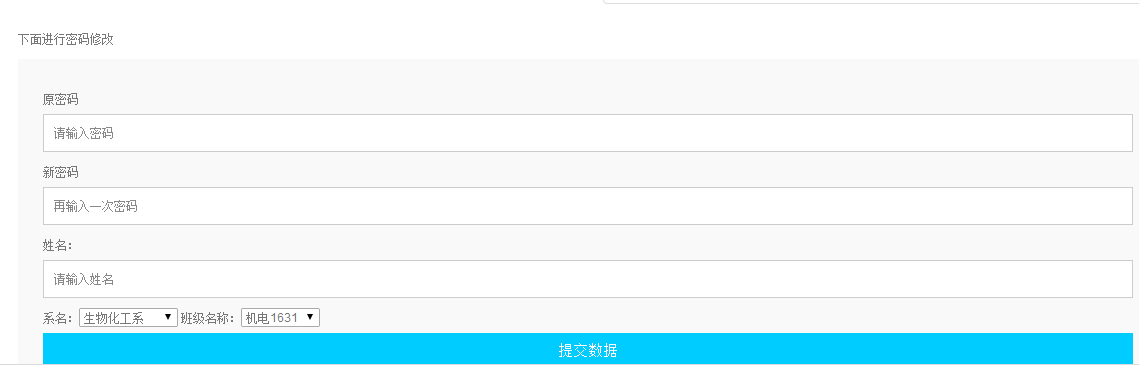 下面进行密码修改
原密码
请输入密码
新密码
再输入一次密码
姓名：
请输入姓名
系名：生物化工系 班级名称：机电1631
提交数据